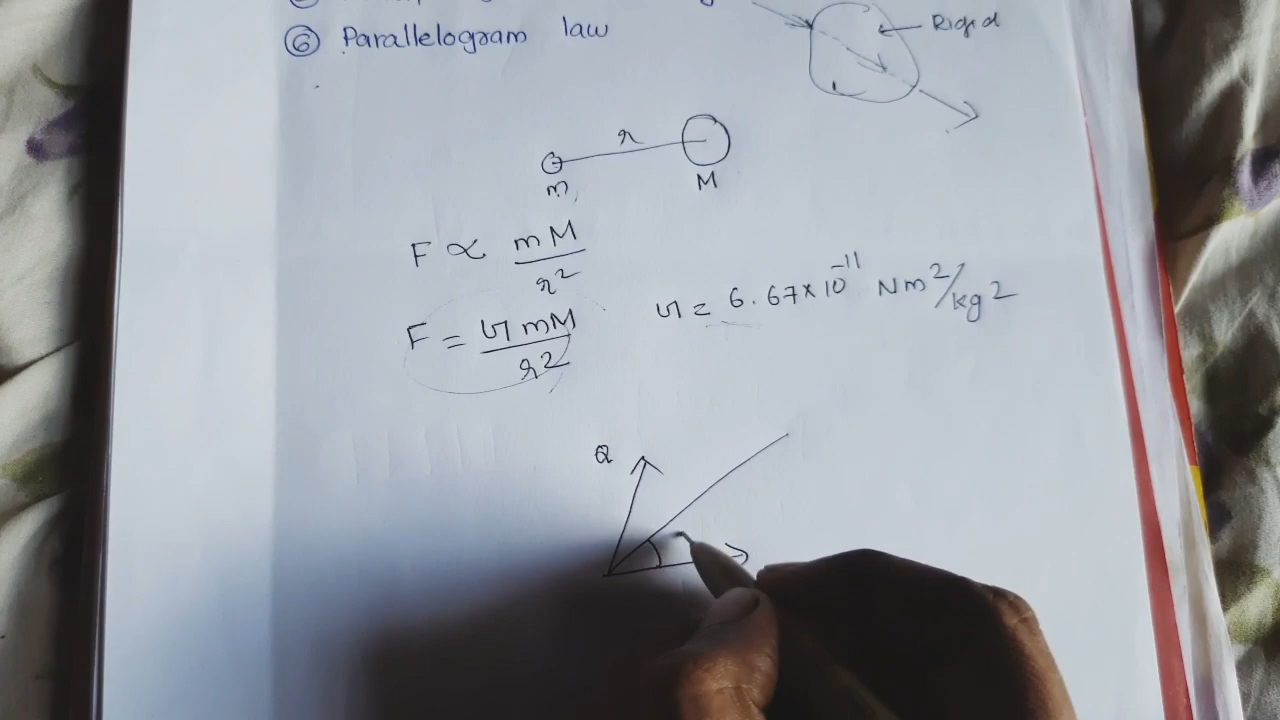 ⑥ Parallelogram law
Rigid
r
m
M
F ∝ mM/r²
F = GmM/r²
G = 6.67×10⁻¹¹ Nm²/kg²
Q